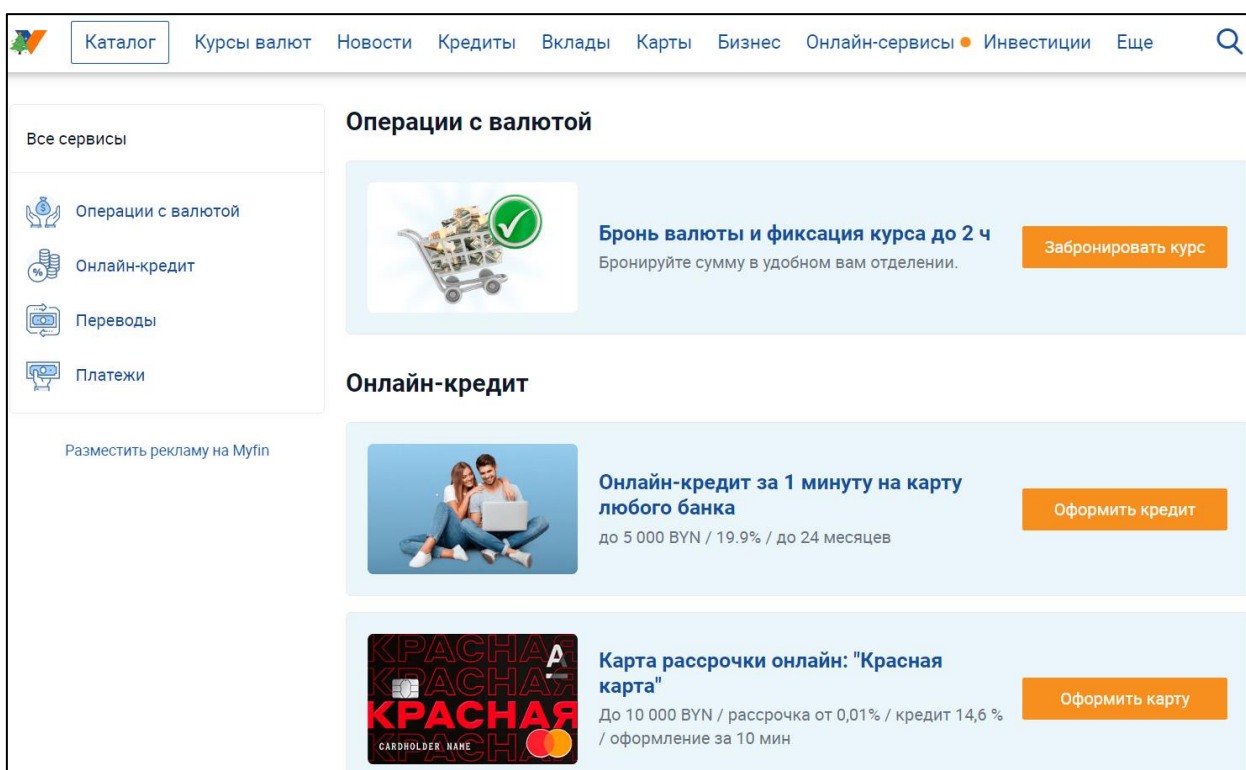 Каталог Курсы валют Новости Кредиты Вклады Карты Бизнес Онлайн-сервисы Инвестиции Еще
Все сервисы
Операции с валютой
Онлайн-кредит
Переводы
Платежи
Разместить рекламу на Myfin
Операции с валютой
Бронь валюты и фиксация курса до 2 ч
Бронируйте сумму в удобном вам отделении.
Забронировать курс
Онлайн-кредит
Онлайн-кредит за 1 минуту на карту
любого банка
до 5 000 BYN / 19.9% / до 24 месяцев
Оформить кредит
КРАСНАЯ
КРАСНАЯ
КРАСНАЯ
КРАСНАЯ
CARDHOLDER NAME
Карта рассрочки онлайн: "Красная
карта"
До 10 000 BYN / рассрочка от 0,01% / кредит 14,6 %
/ оформление за 10 мин
Оформить карту